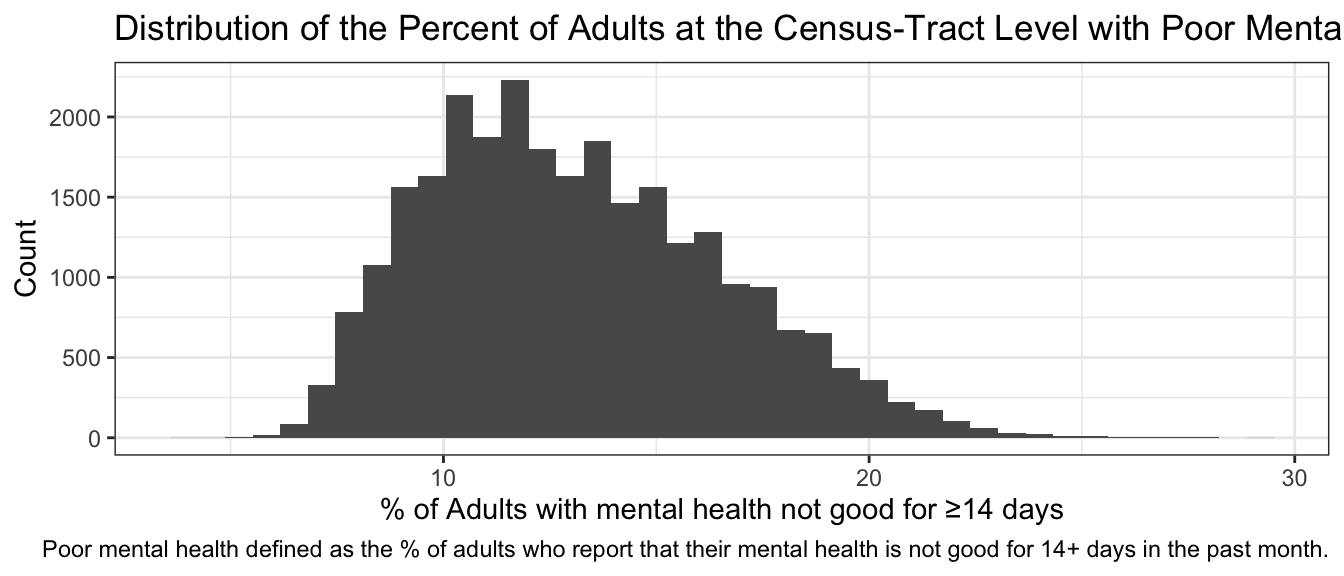 Distribution of the Percent of Adults at the Census-Tract Level with Poor Menta
2000
1500
1000
500
0
Count
10 20 30
% of Adults with mental health not good for ≥14 days
Poor mental health defined as the % of adults who report that their mental health is not good for 14+ days in the past month.